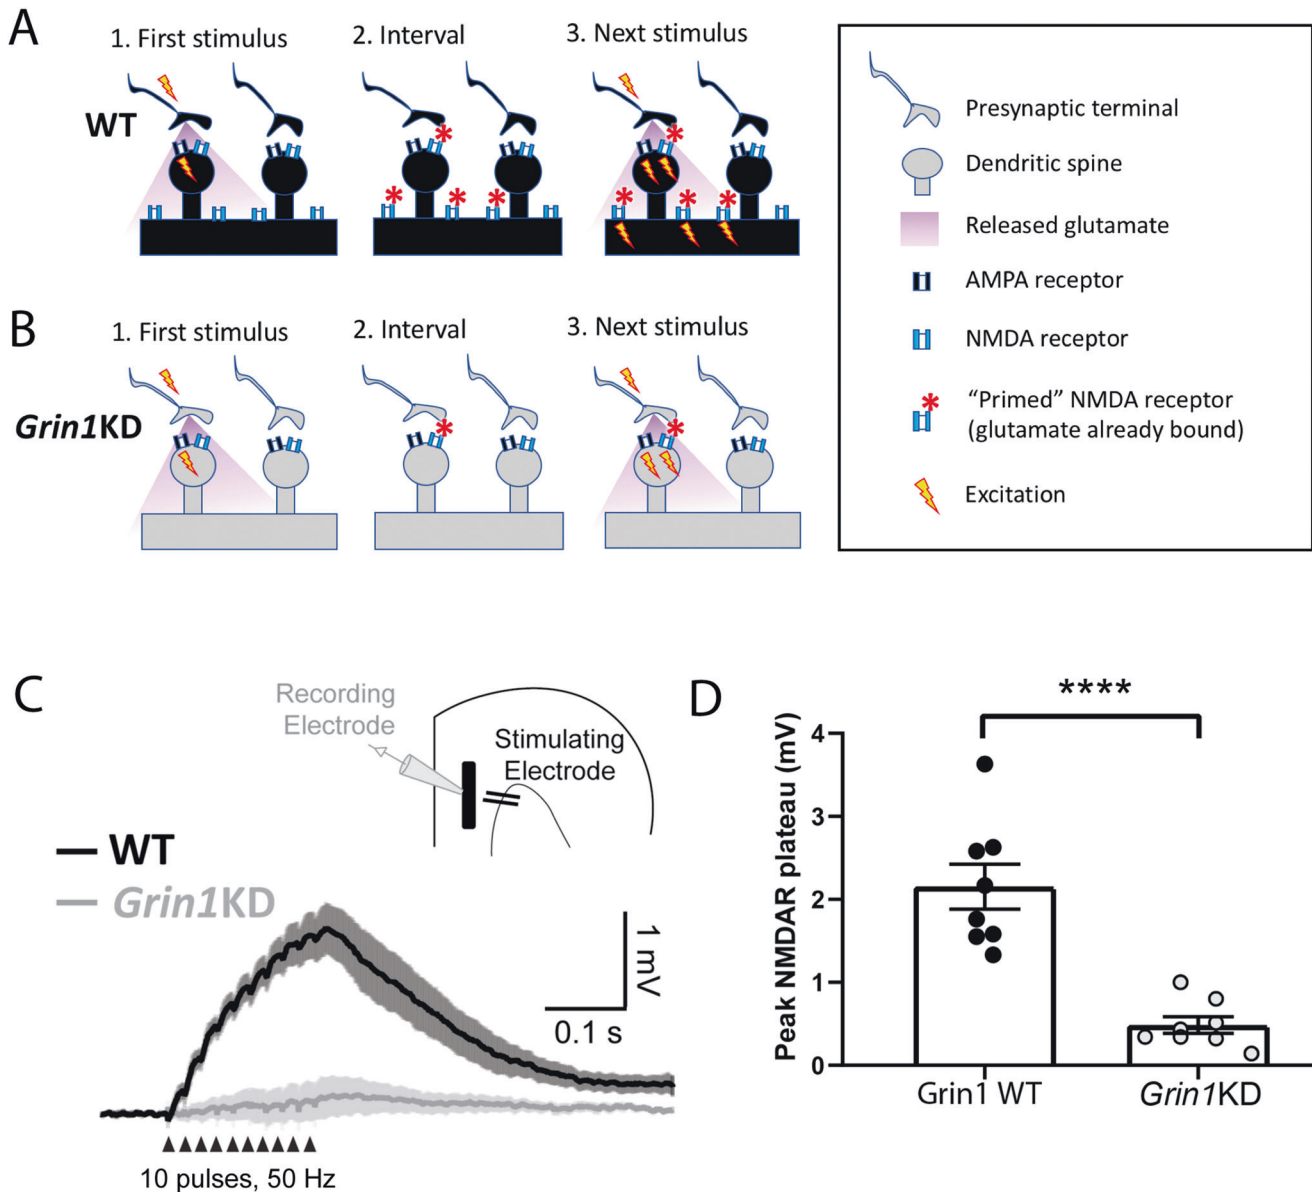 A
1. First stimulus
2. Interval
3. Next stimulus
WT
B
1. First stimulus
2. Interval
3. Next stimulus
Grin1KD
Presynaptic terminal
Dendritic spine
Released glutamate
AMPA receptor
NMDA receptor
“Primed” NMDA receptor
(glutamate already bound)
Excitation
C
Recording
Electrode
Stimulating
Electrode
WT
Grin1KD
1 mV
0.1 s
10 pulses, 50 Hz
D
****
Peak NMDAR plateau (mV)
4
3
2
1
0
Grin1 WT
Grin1KD